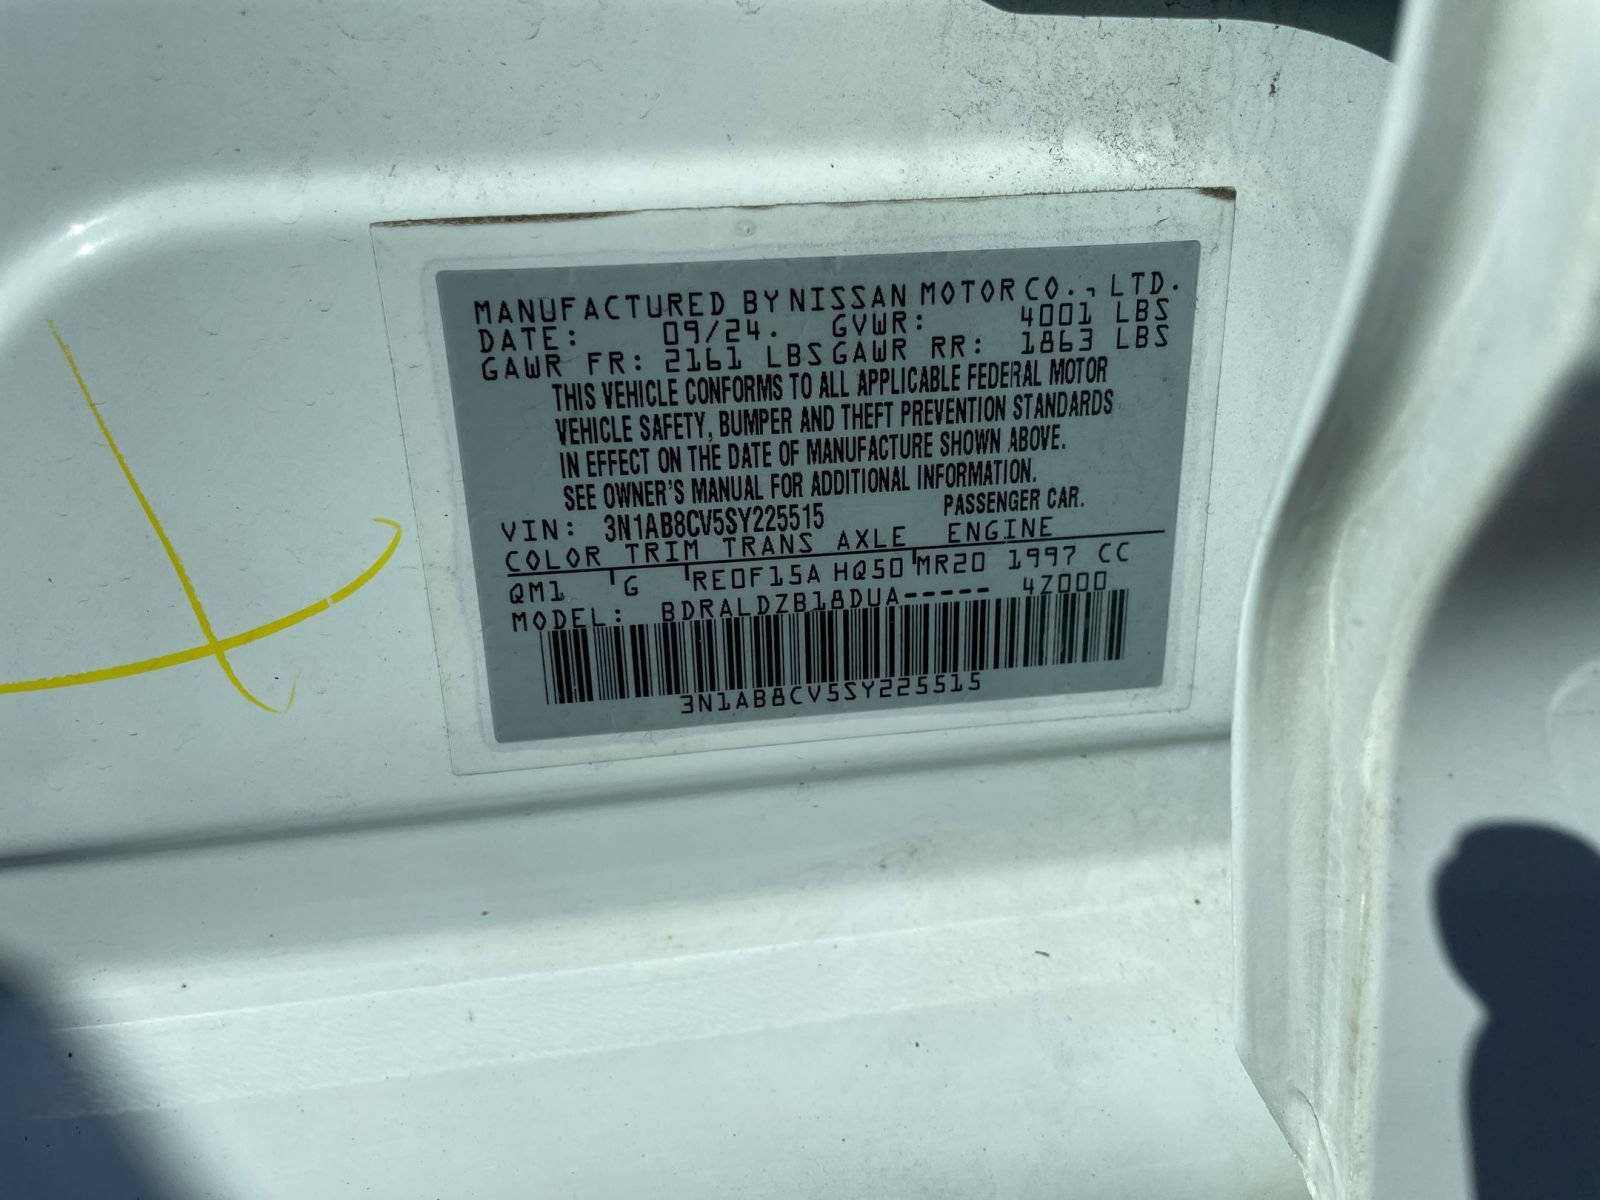 MANUFACTURED BY NISSAN MOTOR CO., LTD.
DATE: 09/24. GVWR: 4001 LBS
GAWR FR: 2161 LBS GAWR RR: 1863 LBS
THIS VEHICLE CONFORMS TO ALL APPLICABLE FEDERAL MOTOR
VEHICLE SAFETY, BUMPER AND THEFT PREVENTION STANDARDS
IN EFFECT ON THE DATE OF MANUFACTURE SHOWN ABOVE.
SEE OWNER'S MANUAL FOR ADDITIONAL INFORMATION.
VIN: 3N1AB8CV5SY225515 PASSENGER CAR.
COLOR TRIM TRANS AXLE ENGINE
QM1 G RE0F15A HQ50 MR20 1997 CC
MODEL: BDRALDZB18DUA----- 4Z000
3N1AB8CV5SY225515